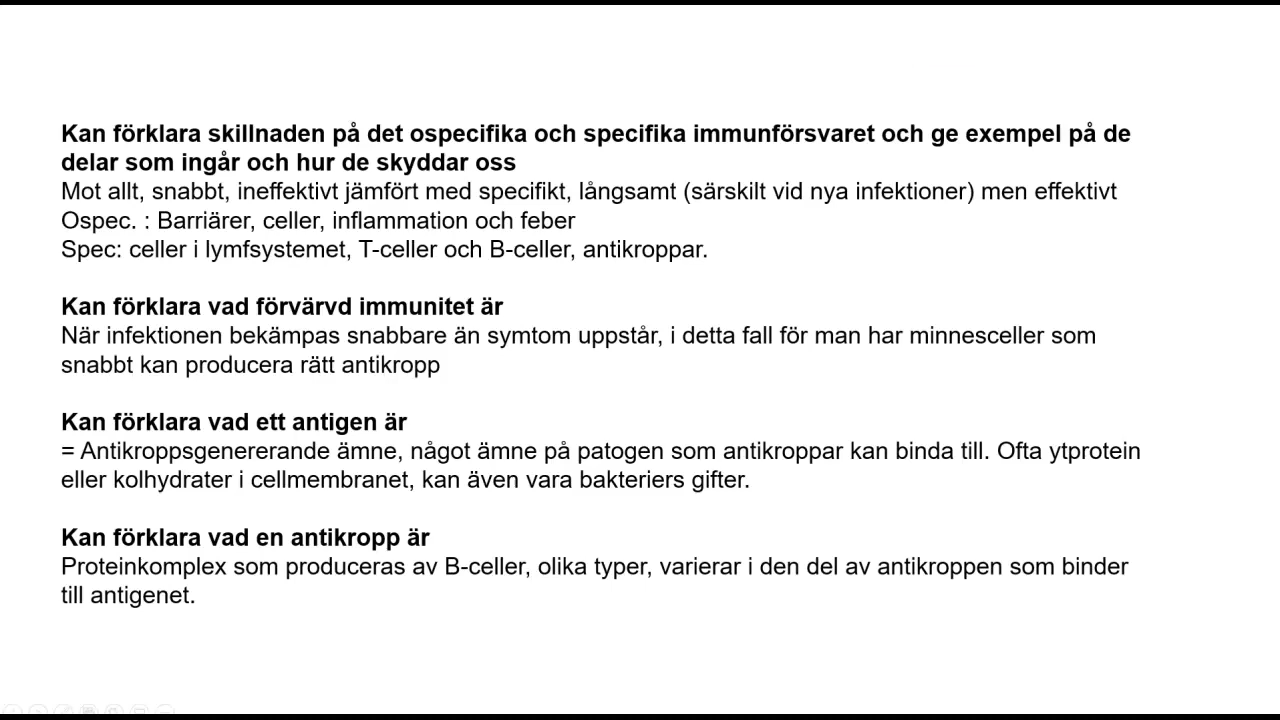 Kan förklara skillnaden på det ospecifika och specifika immunförsvaret och ge exempel på de
delar som ingår och hur de skyddar oss
Mot allt, snabbt, ineffektivt jämfört med specifikt, långsamt (särskilt vid nya infektioner) men effektivt
Ospec. : Barriärer, celler, inflammation och feber
Spec: celler i lymfsystemet, T-celler och B-celler, antikroppar.
Kan förklara vad förvärvd immunitet är
När infektionen bekämpas snabbare än symtom uppstår, i detta fall för man har minnesceller som
snabbt kan producera rätt antikropp
Kan förklara vad ett antigen är
= Antikroppsgenererande ämne, något ämne på patogen som antikroppar kan binda till. Ofta ytprotein
eller kolhydrater i cellmembranet, kan även vara bakteriers gifter.
Kan förklara vad en antikropp är
Proteinkomplex som produceras av B-celler, olika typer, varierar i den del av antikroppen som binder
till antigenet.